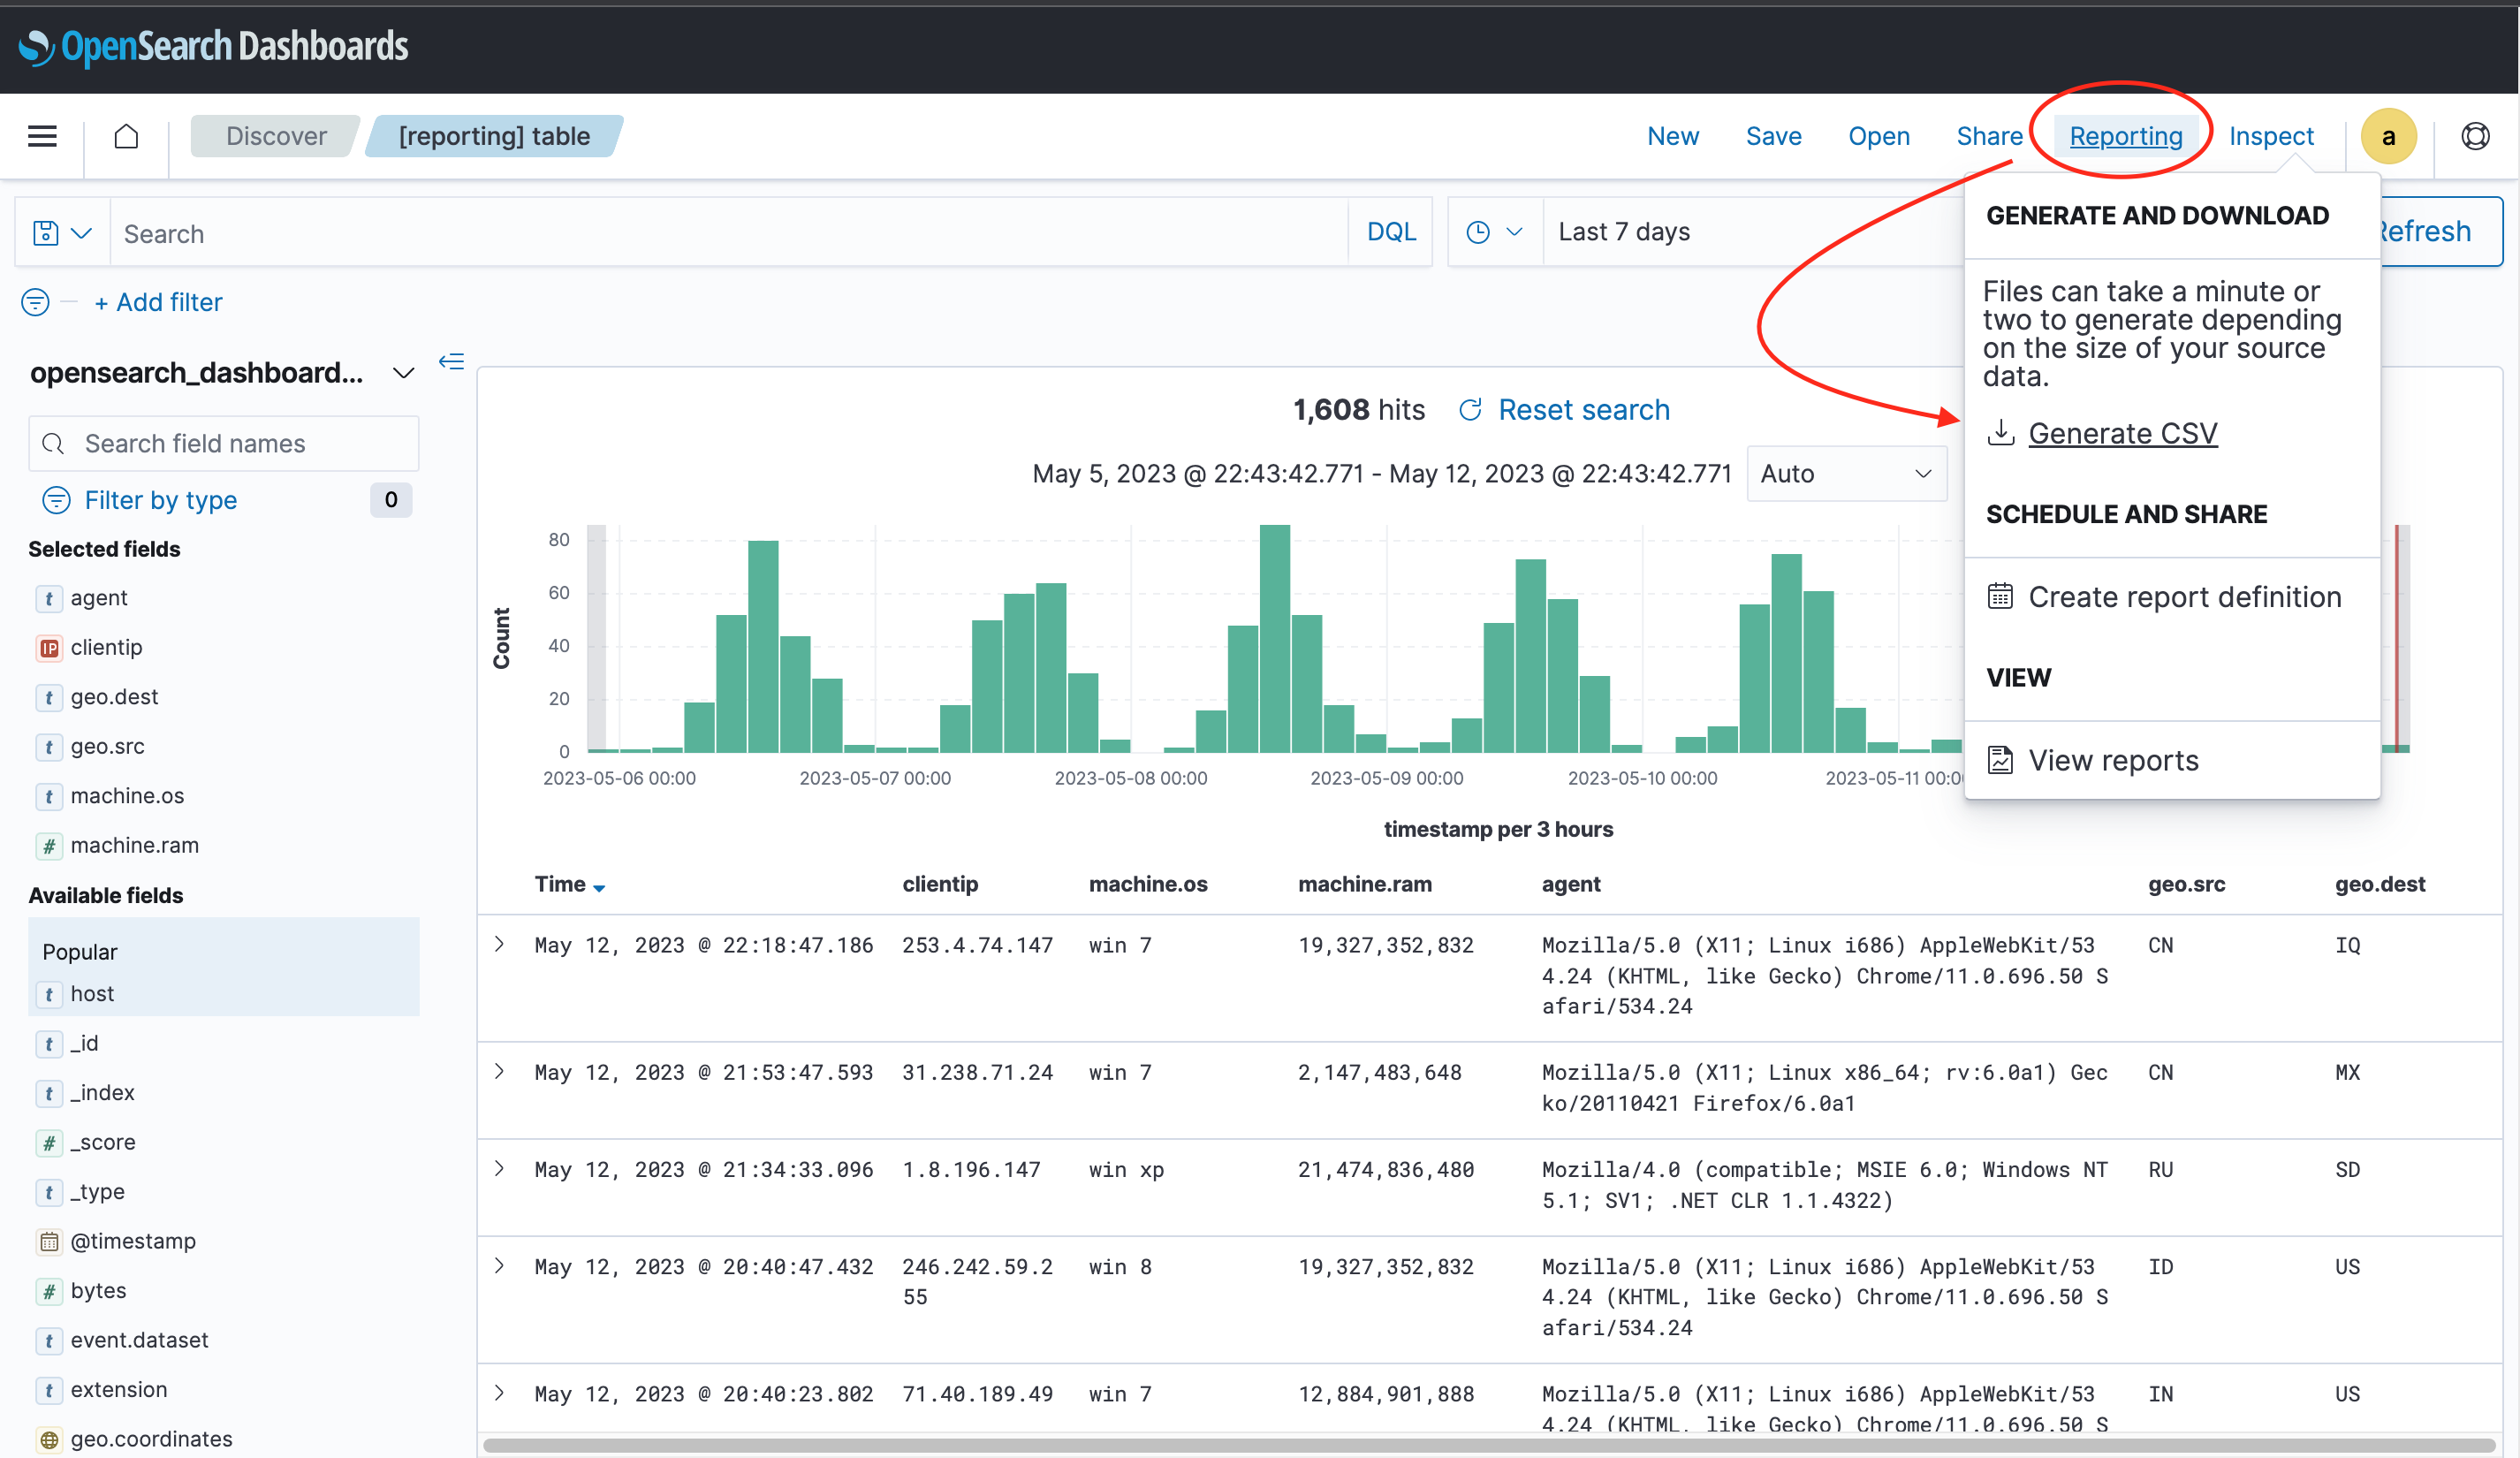 OpenSearch Dashboards
Discover
[reporting] table
New
Save
Open
Share
Reporting
Inspect
a
Search
DQL
Last 7 days
Refresh
+ Add filter
GENERATE AND DOWNLOAD
Files can take a minute or
two to generate depending
on the size of your source
data.
Generate CSV
SCHEDULE AND SHARE
Create report definition
VIEW
View reports
opensearch_dashboard...
Search field names
Filter by type
0
Selected fields
t agent
IP clientip
t geo.dest
t geo.src
t machine.os
# machine.ram
Available fields
Popular
t host
t _id
t _index
# _score
t _type
@timestamp
# bytes
t event.dataset
t extension
geo.coordinates
1,608 hits
Reset search
May 5, 2023 @ 22:43:42.771 - May 12, 2023 @ 22:43:42.771
Auto
Count
80
60
40
20
0
2023-05-06 00:00
2023-05-07 00:00
2023-05-08 00:00
2023-05-09 00:00
2023-05-10 00:00
2023-05-11 00:00
timestamp per 3 hours
Time clientip machine.os machine.ram agent geo.src geo.dest
May 12, 2023 @ 22:18:47.186 253.4.74.147 win 7 19,327,352,832 Mozilla/5.0 (X11; Linux i686) AppleWebKit/53 CN IQ
4.24 (KHTML, like Gecko) Chrome/11.0.696.50 S
afari/534.24
May 12, 2023 @ 21:53:47.593 31.238.71.24 win 7 2,147,483,648 Mozilla/5.0 (X11; Linux x86_64; rv:6.0a1) Gec CN MX
ko/20110421 Firefox/6.0a1
May 12, 2023 @ 21:34:33.096 1.8.196.147 win xp 21,474,836,480 Mozilla/4.0 (compatible; MSIE 6.0; Windows NT RU SD
5.1; SV1; .NET CLR 1.1.4322)
May 12, 2023 @ 20:40:47.432 246.242.59.2 win 8 19,327,352,832 Mozilla/5.0 (X11; Linux i686) AppleWebKit/53 ID US
55 4.24 (KHTML, like Gecko) Chrome/11.0.696.50 S
afari/534.24
May 12, 2023 @ 20:40:23.802 71.40.189.49 win 7 12,884,901,888 Mozilla/5.0 (X11; Linux i686) AppleWebKit/53 IN US
4.24 (KHTML, like Gecko) Chrome/11.0.696.50 S